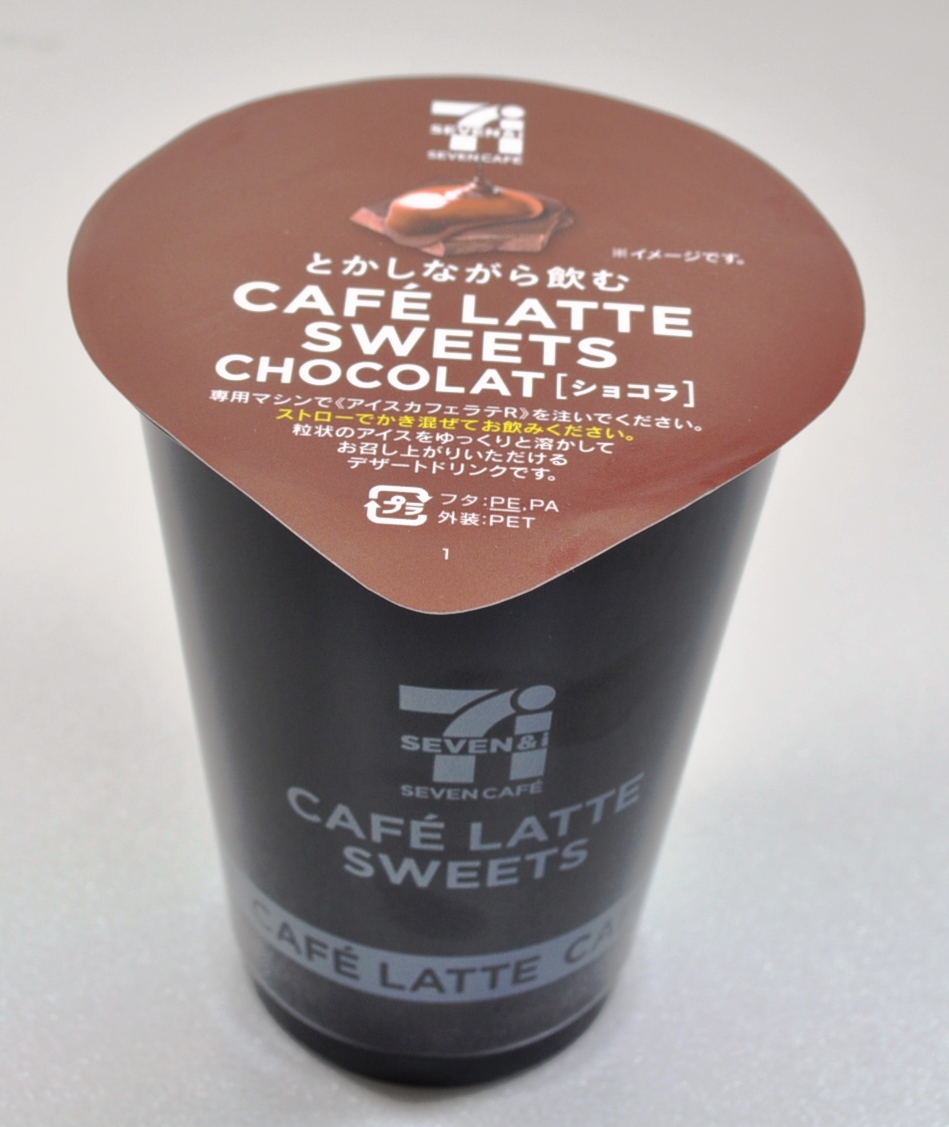 SEVEN&i
SEVEN CAFÉ
※イメージです。
とかしながら飲む
CAFÉ LATTE
SWEETS
CHOCOLAT [ショコラ]
専用マシンで《アイスカフェラテR》を注いでください。
ストローでかき混ぜてお飲みください。
粒状のアイスをゆっくりと溶かして
お召し上がりいただける
デザートドリンクです。
プラ フタ:PE,PA
外装:PET
1
SEVEN&i
SEVEN CAFÉ
CAFÉ LATTE
SWEETS
CAFÉ LATTE CA